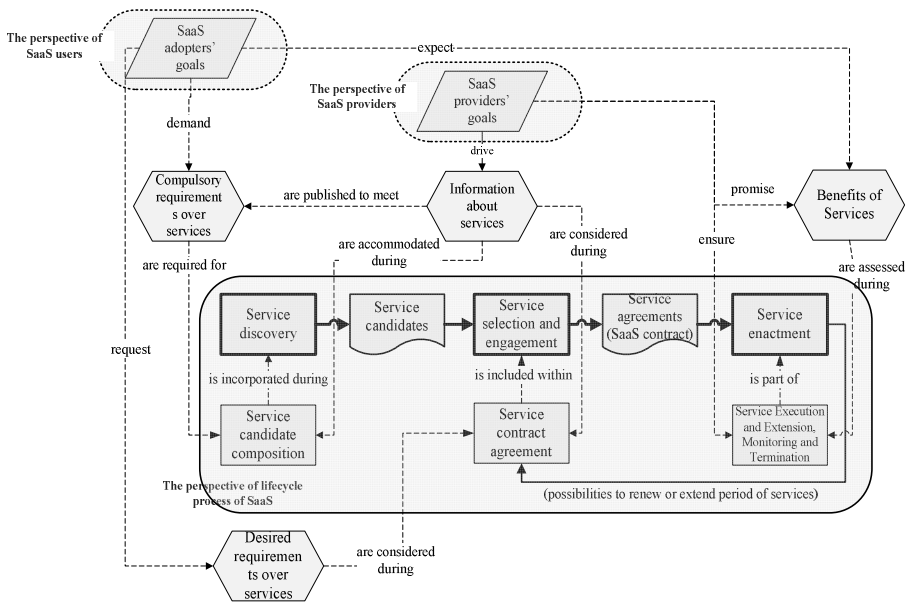 The perspective of
SaaS users
SaaS
adopters'
goals
expect
The perspective of
SaaS providers
SaaS
providers'
goals
demand
drive
Compulsory
requirement
s over
services
are published to meet
Information
about
services
promise
Benefits of
Services
are accommodated
during
are considered
during
ensure
are required for
are assessed
during
Service
discovery
Service
candidates
Service
selection and
engagement
Service
agreements
(SaaS contract)
Service
enactment
request
is incorporated during
is included within
is part of
Service
candidate
composition
Service
contract
agreement
Service Execution
and Extension,
Monitoring and
Termination
The perspective of lifecycle
process of SaaS
(possibilities to renew or extend period of services)
Desired
requiremen
ts over
services
are considered
during